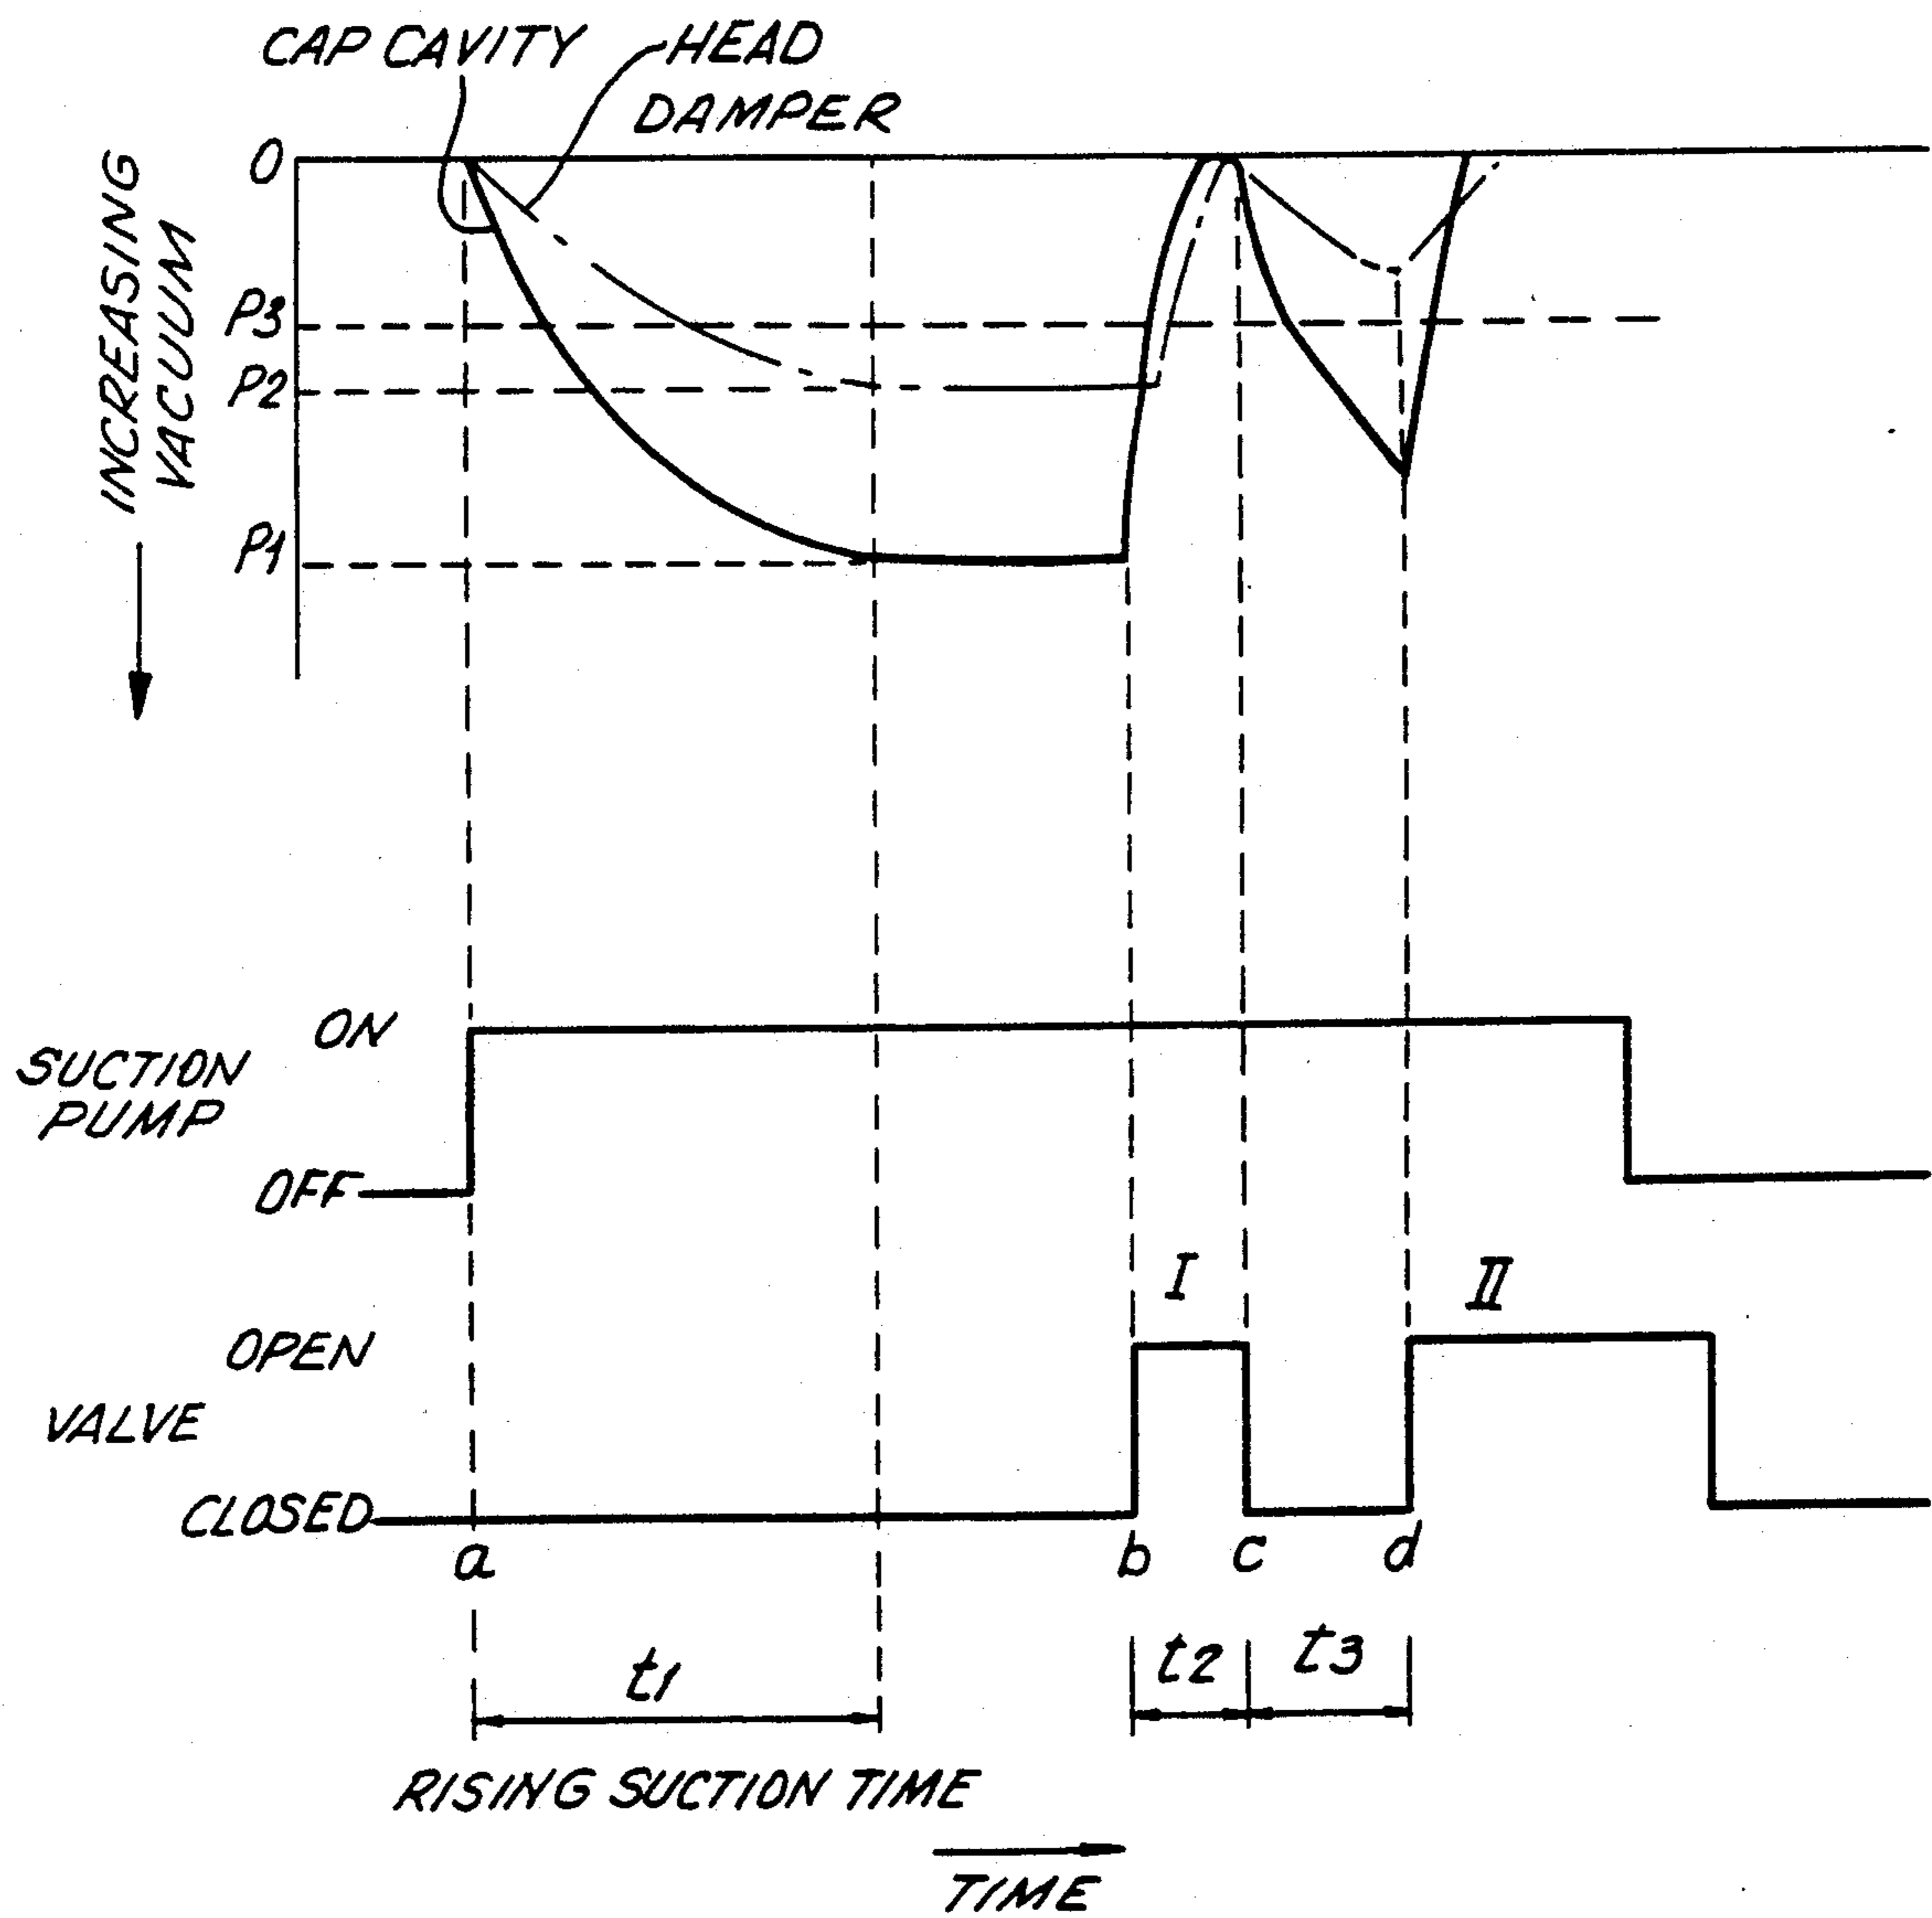 CAP CAVITY
HEAD
DAMPER
0
INCREASING
VACUUM
P3
P2
P1
ON
SUCTION
PUMP
OFF
I
II
OPEN
VALVE
CLOSED
a
b
c
d
t1
t2
t3
RISING SUCTION TIME
TIME